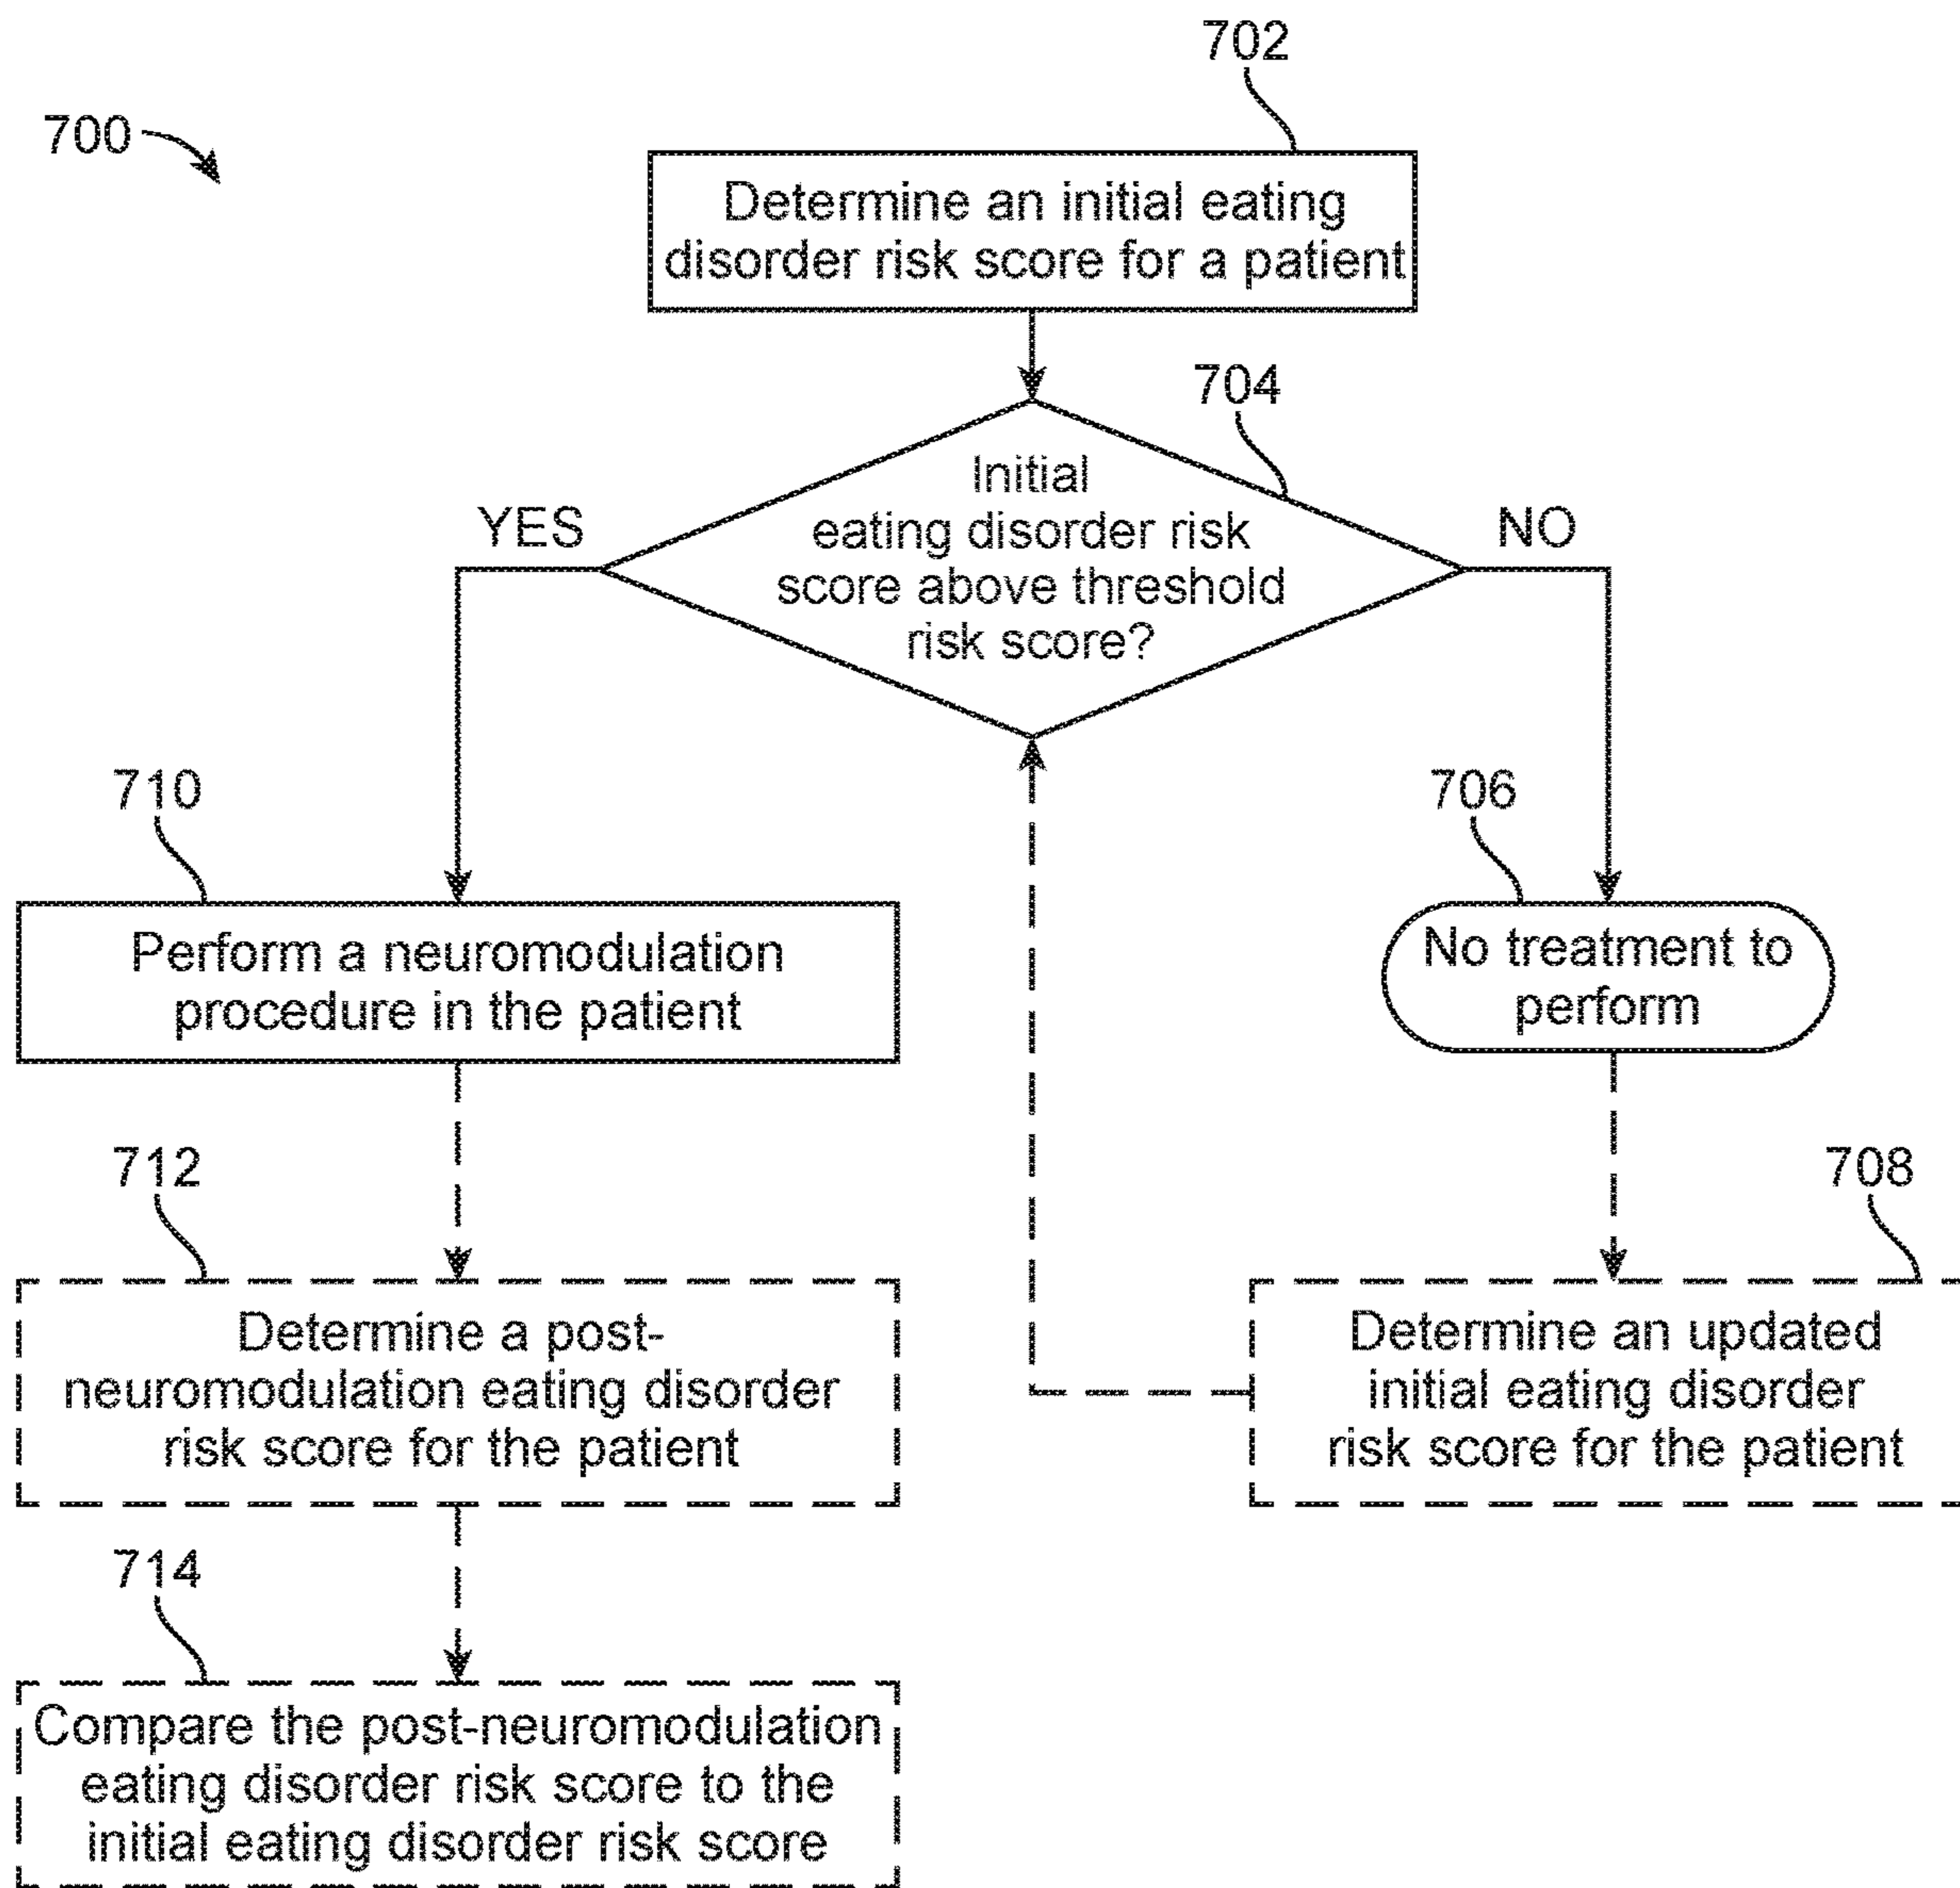 702
700
Determine an initial eating
disorder risk score for a patient
704
Initial
eating disorder risk
score above threshold
risk score?
YES
NO
710
706
Perform a neuromodulation
procedure in the patient
No treatment to
perform
712
708
Determine a post-
neuromodulation eating disorder
risk score for the patient
Determine an updated
initial eating disorder
risk score for the patient
714
Compare the post-neuromodulation
eating disorder risk score to the
initial eating disorder risk score